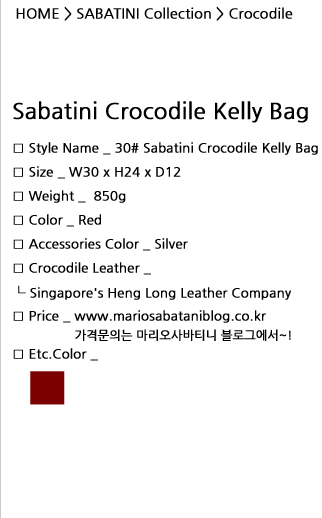 HOME > SABATINI Collection > Crocodile
Sabatini Crocodile Kelly Bag
□ Style Name _ 30# Sabatini Crocodile Kelly Bag
□ Size _ W30 x H24 x D12
□ Weight _ 850g
□ Color _ Red
□ Accessories Color _ Silver
□ Crocodile Leather _
└ Singapore's Heng Long Leather Company
□ Price _ www.mariosabataniblog.co.kr
가격문의는 마리오사바티니 블로그에서~!
□ Etc.Color _